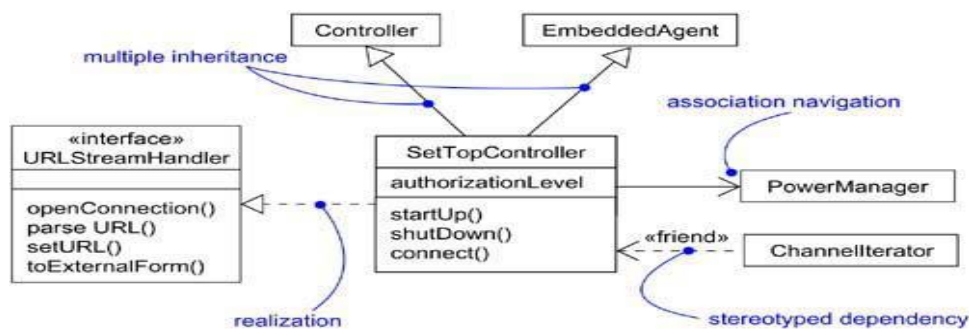 Controller
EmbeddedAgent
multiple inheritance
association navigation
«interface»
URLStreamHandler
SetTopController
authorizationLevel
PowerManager
openConnection()
parse URL()
setURL()
toExternalForm()
startUp()
shutDown()
connect()
«friend»
ChannelIterator
realization
stereotyped dependency